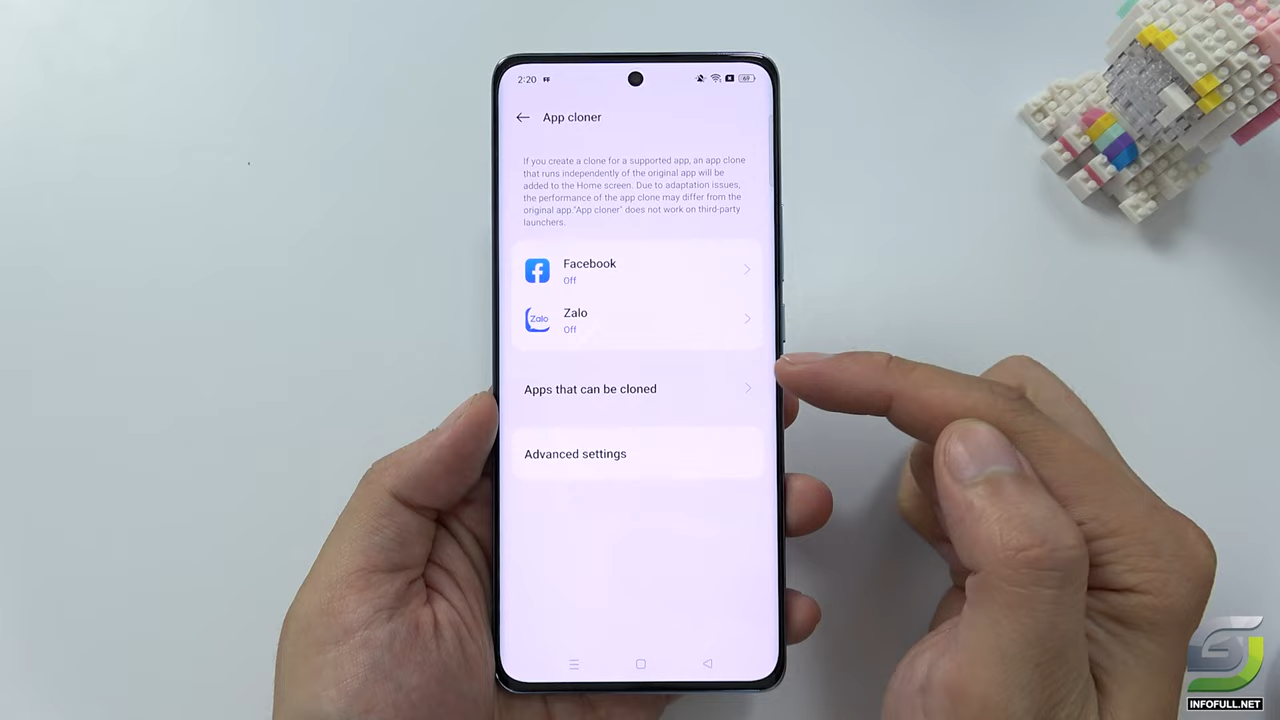 2:20
69
App cloner
If you create a clone for a supported app, an app clone
that runs independently of the original app will be
added to the Home screen. Due to adaptation issues,
the performance of the app clone may differ from the
original app."App cloner" does not work on third-party
launchers.
Facebook
Off
Zalo
Zalo
Off
Apps that can be cloned
Advanced settings
INFOFULL.NET